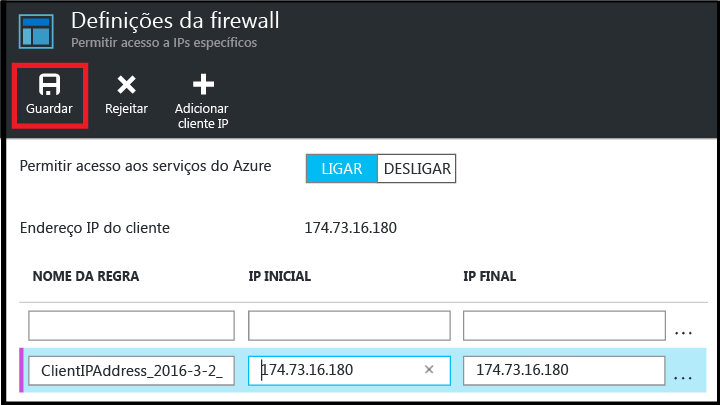 Definições da firewall
Permitir acesso a IPs específicos
Guardar Rejeitar Adicionar
cliente IP
Permitir acesso aos serviços do Azure LIGAR DESLIGAR
Endereço IP do cliente 174.73.16.180
NOME DA REGRA IP INICIAL IP FINAL
...
ClientIPAddress_2016-3-2_ 174.73.16.180 × 174.73.16.180 ...